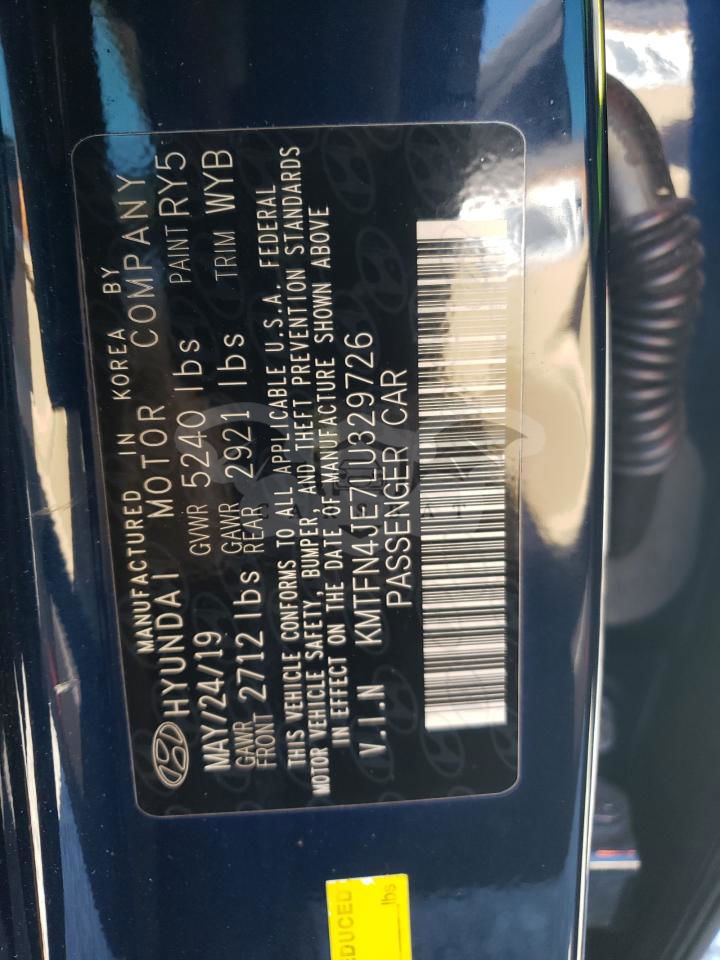 MANUFACTURED IN KOREA BY
HYUNDAI MOTOR COMPANY
MAY/24/19 GVWR 5240 lbs PAINT RY5
GAWR FRONT 2712 lbs GAWR REAR 2921 lbs TRIM WYB
THIS VEHICLE CONFORMS TO ALL APPLICABLE U.S.A. FEDERAL
MOTOR VEHICLE SAFETY, BUMPER, AND THEFT PREVENTION STANDARDS
IN EFFECT ON THE DATE OF MANUFACTURE SHOWN ABOVE
V.I.N KMTFN4JE7LU329726
PASSENGER CAR
lbs